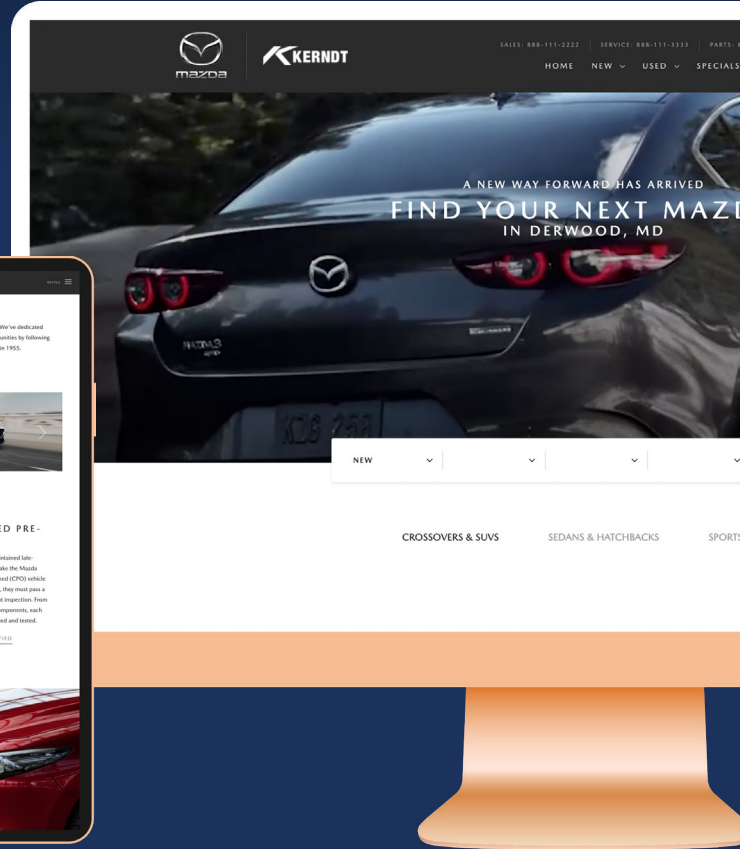 mazda
KERNDT
SALES: 888-111-2222
SERVICE: 888-111-3333
PARTS:
HOME
NEW
USED
SPECIALS
A NEW WAY FORWARD HAS ARRIVED
FIND YOUR NEXT MAZD
IN DERWOOD, MD
MAZDA3
NEW
CROSSOVERS & SUVS
SEDANS & HATCHBACKS
SPORTS
MENU
We've dedicated
unities by following
in 1955.
ED PRE-
ntained late-
ake the Mazda
ned (CPO) vehicle
, they must pass a
t inspection. From
omponents, each
ed and tested.
IFIED